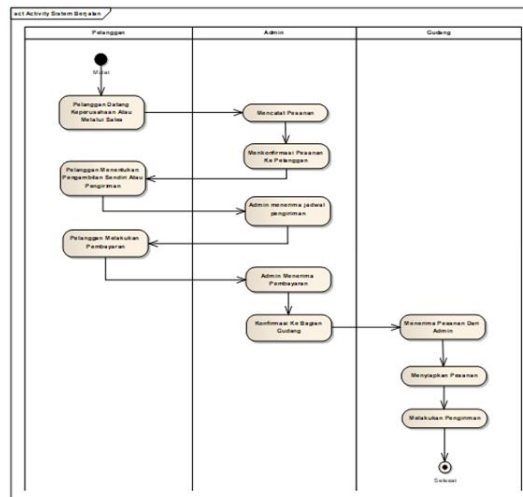 act Activity Sistem Berjalan
Pelanggan
Admin
Gudang
Mulai
Pelanggan Datang
Keperusahaan Atau
Melalui Sales
Mencatat Pesanan
Menkonfirmasi Pesanan
Ke Pelanggan
Pelanggan Menentukan
Pengambilan Sendiri Atau
Pengiriman
Admin menerima jadwal
pengiriman
Pelanggan Melakukan
Pembayaran
Admin Menerima
Pembayaran
Konfirmasi Ke Bagian
Gudang
Menerima Pesanan Dari
Admin
Menyiapkan Pesanan
Melakukan Pengiriman
Selesai